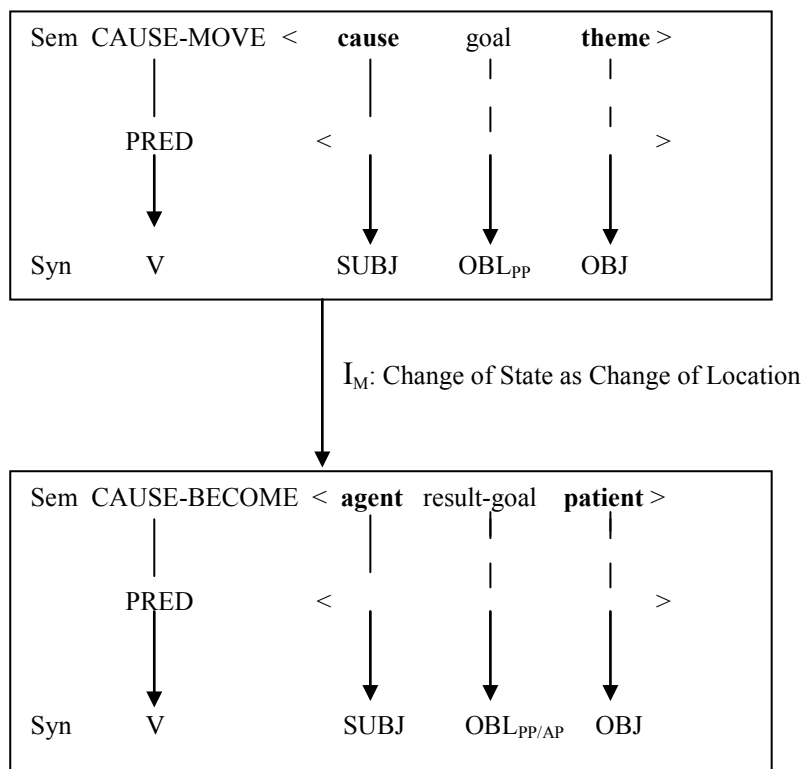 Sem CAUSE-MOVE < cause goal theme >
PRED < >
Syn V SUBJ OBL_PP OBJ
I_M: Change of State as Change of Location
Sem CAUSE-BECOME < agent result-goal patient >
PRED < >
Syn V SUBJ OBL_PP/AP OBJ